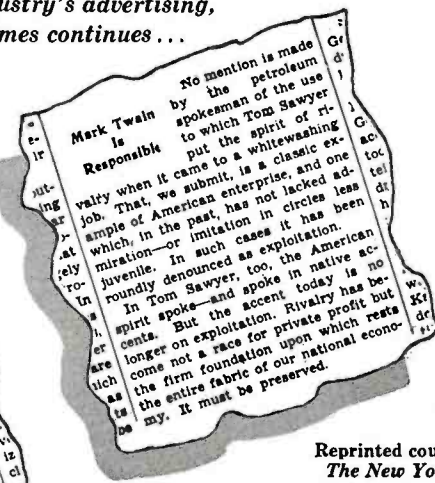 ustry's advertising,
mes continues ...
Mark Twain
Is
Responsible
No mention is made
by the petroleum
spokesman of the use
to which Tom Sawyer
put the spirit of ri-
valry when it came to a whitewashing
job. That, we submit, is a classic ex-
ample of American enterprise, and one
which, in the past, has not lacked ad-
miration—or imitation in circles less
juvenile. In such cases it has been
roundly denounced as exploitation.
In Tom Sawyer, too, the American
spirit spoke—and spoke in native ac-
cents. But the accent today is no
longer on exploitation. Rivalry has be-
come not a race for private profit but
the firm foundation upon which rests
the entire fabric of our national econo-
my. It must be preserved.
Reprinted cou
The New Yo